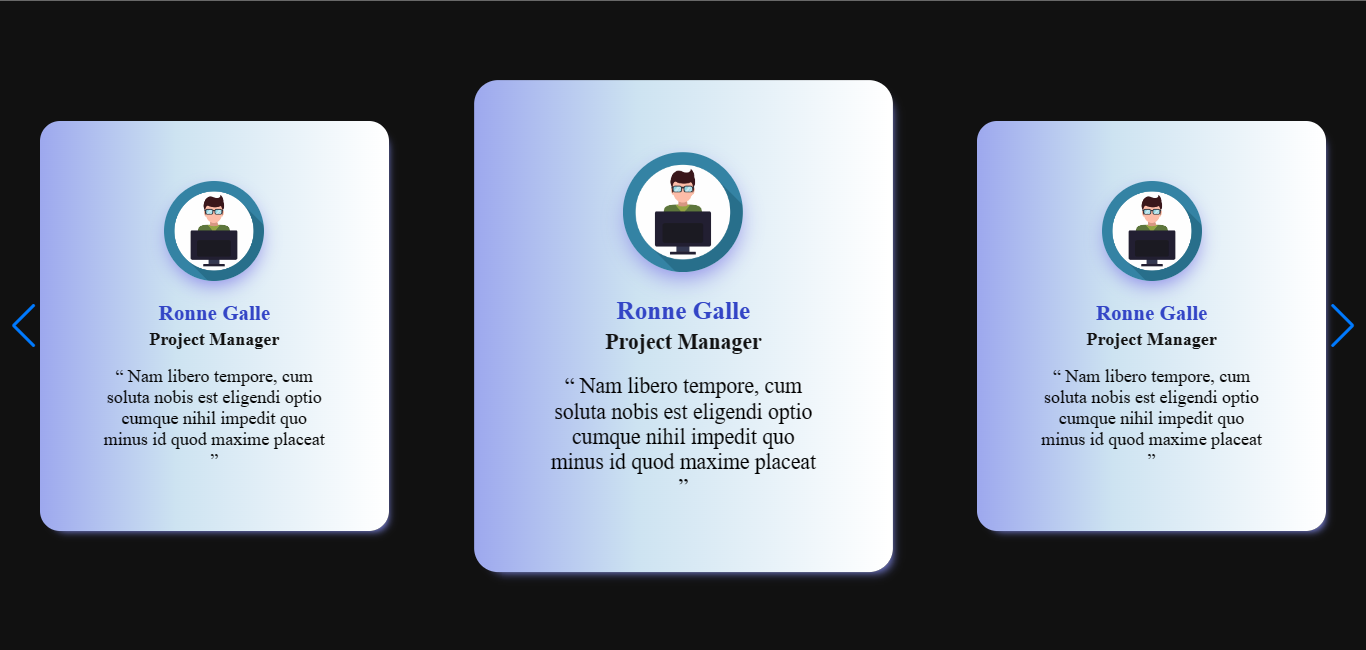 Ronne Galle
Project Manager
“ Nam libero tempore, cum
soluta nobis est eligendi optio
cumque nihil impedit quo
minus id quod maxime placeat
”
Ronne Galle
Project Manager
“ Nam libero tempore, cum
soluta nobis est eligendi optio
cumque nihil impedit quo
minus id quod maxime placeat
”
Ronne Galle
Project Manager
“ Nam libero tempore, cum
soluta nobis est eligendi optio
cumque nihil impedit quo
minus id quod maxime placeat
”